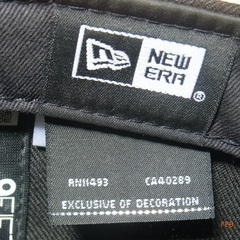 NEW
ERA
®
RN11493 CA40289
EXCLUSIVE OF DECORATION